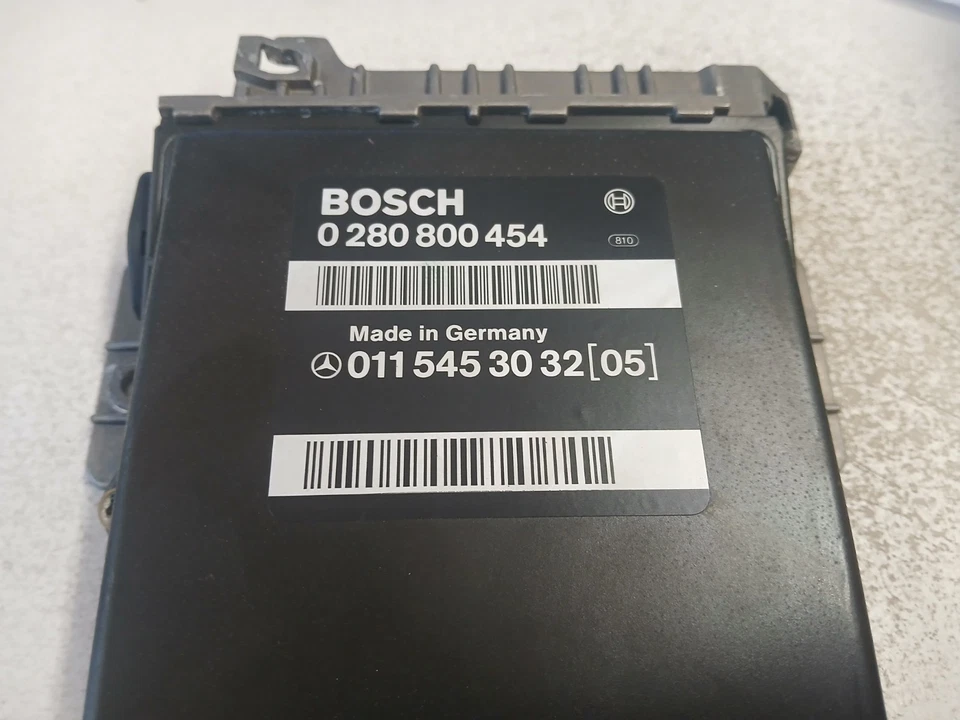 BOSCH
0 280 800 454
810
Made in Germany
011 545 30 32 [05]